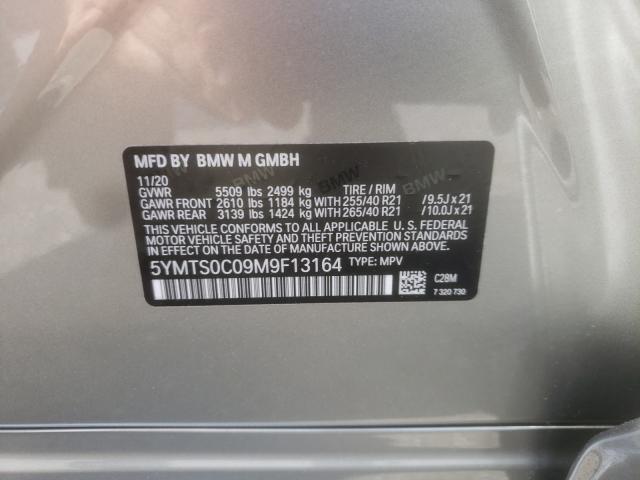 MFD BY BMW M GMBH
11/20
GVWR 5509 lbs 2499 kg TIRE / RIM
GAWR FRONT 2610 lbs 1184 kg WITH 255/40 R21 /9.5J x 21
GAWR REAR 3139 lbs 1424 kg WITH 265/40 R21 /10.0J x 21
THIS VEHICLE CONFORMS TO ALL APPLICABLE U.S. FEDERAL
MOTOR VEHICLE SAFETY, BUMPER, AND THEFT PREVENTION
STANDARDS IN EFFECT ON THE DATE OF MANUFACTURE SHOWN ABOVE.
5YMTS0C09M9F13164 TYPE: MPV
C2BM
7 320 730